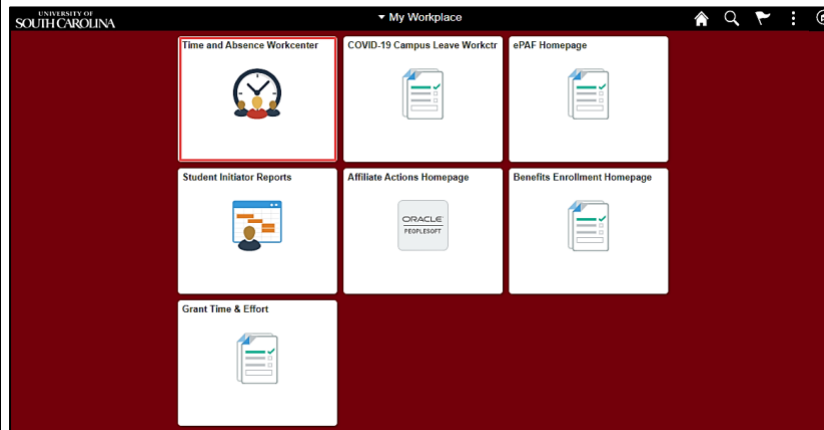 UNIVERSITY OF
SOUTH CAROLINA
My Workplace
Time and Absence Workcenter
COVID-19 Campus Leave Workctr
ePAF Homepage
Student Initiator Reports
Affiliate Actions Homepage
ORACLE
PEOPLESOFT
Benefits Enrollment Homepage
Grant Time & Effort